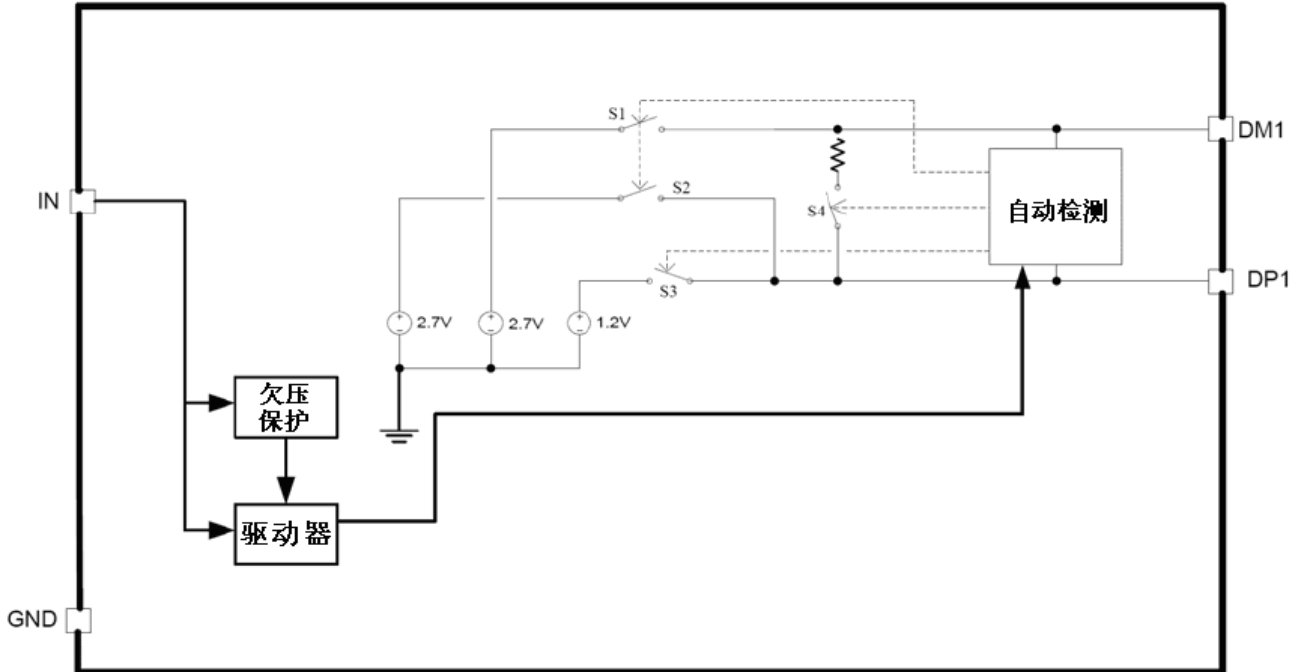 S1
DM1
IN
S2
S4
自动检测
S3
DP1
2.7V
2.7V
1.2V
欠压
保护
驱动器
GND